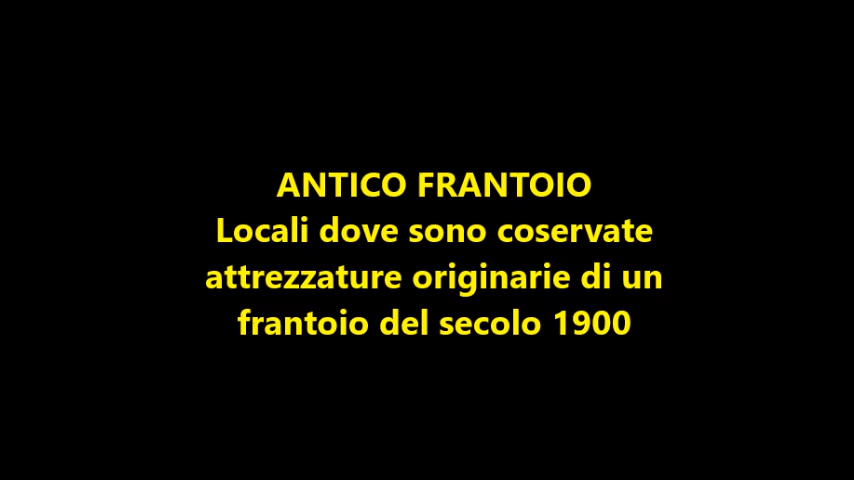 ANTICO FRANTOIO
Locali dove sono coservate
attrezzature originarie di un
frantoio del secolo 1900